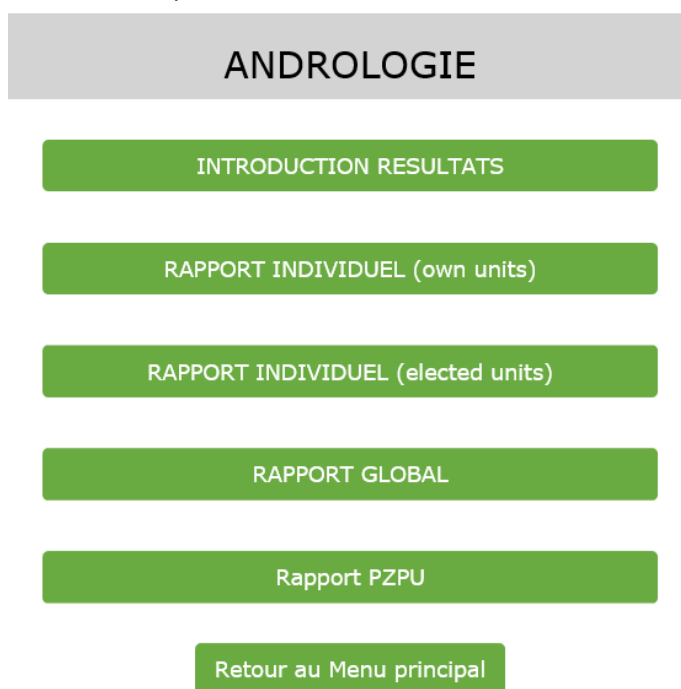 ANDROLOGIE
INTRODUCTION RESULTATS
RAPPORT INDIVIDUEL (own units)
RAPPORT INDIVIDUEL (elected units)
RAPPORT GLOBAL
Rapport PZPU
Retour au Menu principal